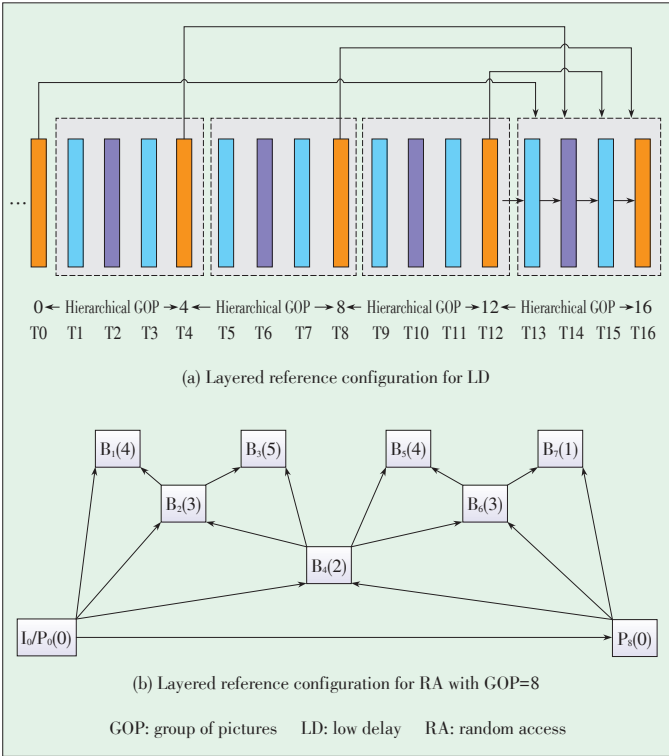 ...
0 Hierarchical GOP 4 Hierarchical GOP 8 Hierarchical GOP 12 Hierarchical GOP 16
T0 T1 T2 T3 T4 T5 T6 T7 T8 T9 T10 T11 T12 T13 T14 T15 T16
(a) Layered reference configuration for LD
B₁(4) B₃(5) B₅(4) B₇(1)
B₂(3) B₆(3)
B₄(2)
I₀/P₀(0) P₈(0)
(b) Layered reference configuration for RA with GOP=8
GOP: group of pictures LD: low delay RA: random access